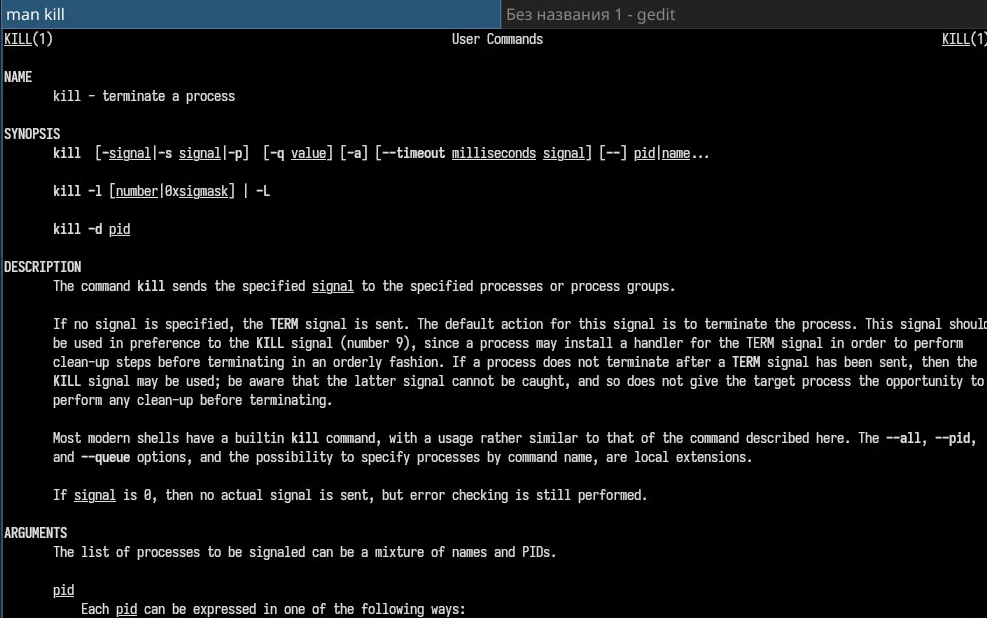 man kill
Без названия 1 - gedit
KILL(1) User Commands KILL(1)
NAME
kill - terminate a process
SYNOPSIS
kill [-signal|-s signal|-p] [-q value] [-a] [--timeout milliseconds signal] [--] pid|name...
kill -l [number|0xsigmask] | -L
kill -d pid
DESCRIPTION
The command kill sends the specified signal to the specified processes or process groups.
If no signal is specified, the TERM signal is sent. The default action for this signal is to terminate the process. This signal should
be used in preference to the KILL signal (number 9), since a process may install a handler for the TERM signal in order to perform
clean-up steps before terminating in an orderly fashion. If a process does not terminate after a TERM signal has been sent, then the
KILL signal may be used; be aware that the latter signal cannot be caught, and so does not give the target process the opportunity to
perform any clean-up before terminating.
Most modern shells have a builtin kill command, with a usage rather similar to that of the command described here. The --all, --pid,
and --queue options, and the possibility to specify processes by command name, are local extensions.
If signal is 0, then no actual signal is sent, but error checking is still performed.
ARGUMENTS
The list of processes to be signaled can be a mixture of names and PIDs.
pid
Each pid can be expressed in one of the following ways: